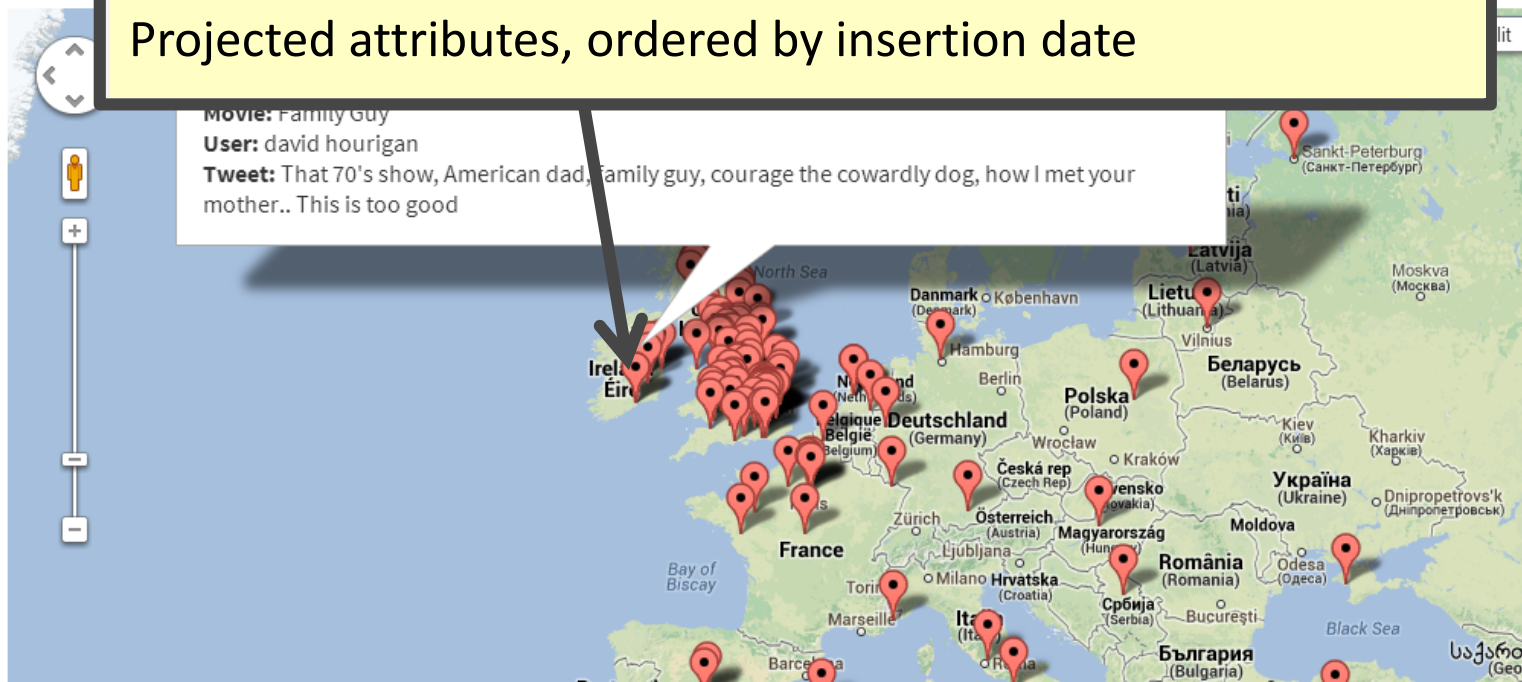 Projected attributes, ordered by insertion date
lit
Movie: Family Guy
User: david hourigan
Tweet: That 70's show, American dad, family guy, courage the cowardly dog, how I met your
mother.. This is too good
Sankt-Peterburg
(Санкт-Петербург)
Latvija
(Latvia)
North Sea
Moskva
(Москва)
Danmark
København
Vilnius
Hamburg
Беларусь
(Belarus)
Berlin
Polska
(Poland)
Deutschland
(Germany)
België
Wrocław
Kraków
Kiev
(Київ)
Kharkiv
(Харків)
Česká rep
(Czech Rep)
Україна
(Ukraine)
Dnipropetrovs'k
(Дніпропетровськ)
Zürich
Österreich
(Austria)
Magyarország
Moldova
France
Ljubljana
România
(Romania)
Odesa
(Одеса)
Bay of
Biscay
Milano
Hrvatska
(Croatia)
Србија
(Serbia)
București
Marseille
Black Sea
България
(Bulgaria)